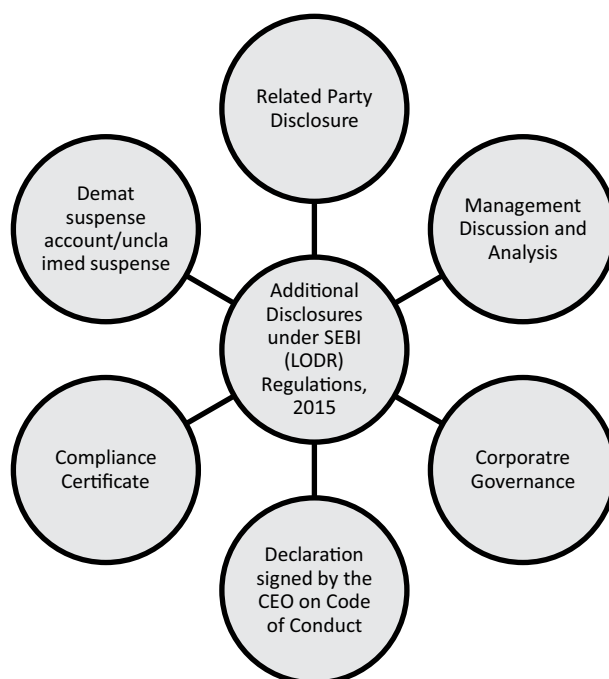 Related Party
Disclosure
Demat
suspense
account/uncla
imed suspense
Management
Discussion and
Analysis
Additional
Disclosures
under SEBI
(LODR)
Regulations,
2015
Compliance
Certificate
Corporatre
Governance
Declaration
signed by the
CEO on Code
of Conduct